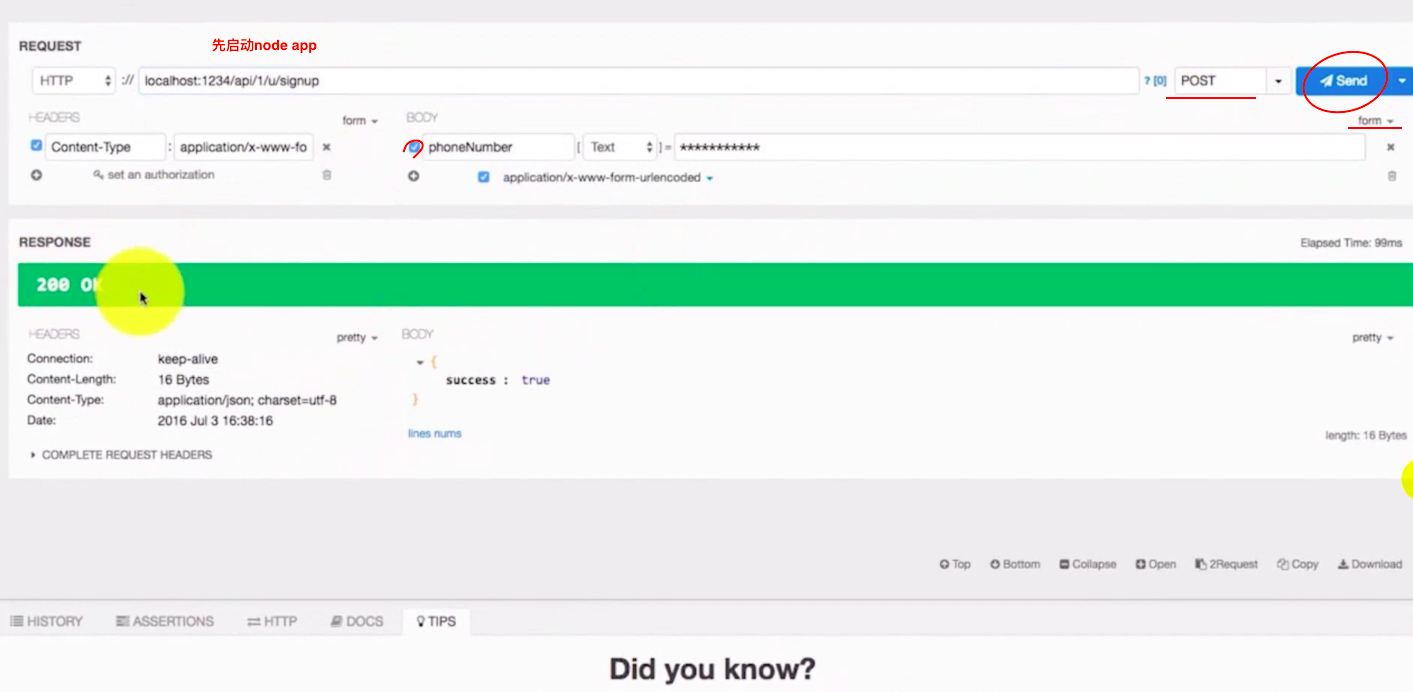 REQUEST 先启动node app
HTTP :// localhost:1234/api/1/u/signup ? [0] POST Send
HEADERS form BODY form
Content-Type : application/x-www-fo × phoneNumber [ Text ] = *********** ×
set an authorization application/x-www-form-urlencoded
RESPONSE Elapsed Time: 99ms
200 OK
HEADERS pretty BODY pretty
Connection: keep-alive {
Content-Length: 16 Bytes success : true
Content-Type: application/json; charset=utf-8 }
Date: 2016 Jul 3 16:38:16
lines nums length: 16 Bytes
COMPLETE REQUEST HEADERS
Top Bottom Collapse Open 2Request Copy Download
HISTORY ASSERTIONS HTTP DOCS TIPS
Did you know?